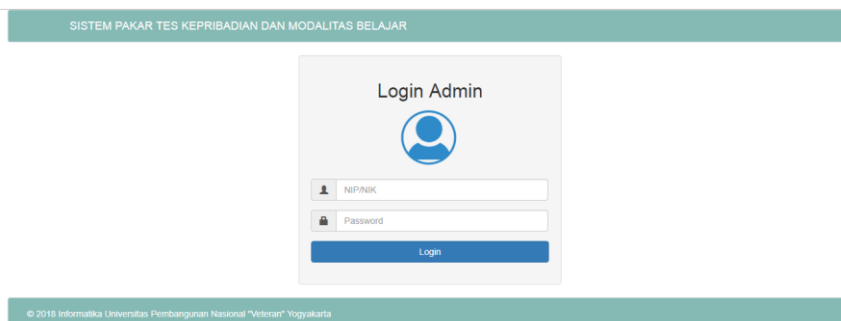 SISTEM PAKAR TES KEPRIBADIAN DAN MODALITAS BELAJAR
Login Admin
NIP/NIK
Password
Login
© 2018 Informatika Universitas Pembangunan Nasional "Veteran" Yogyakarta